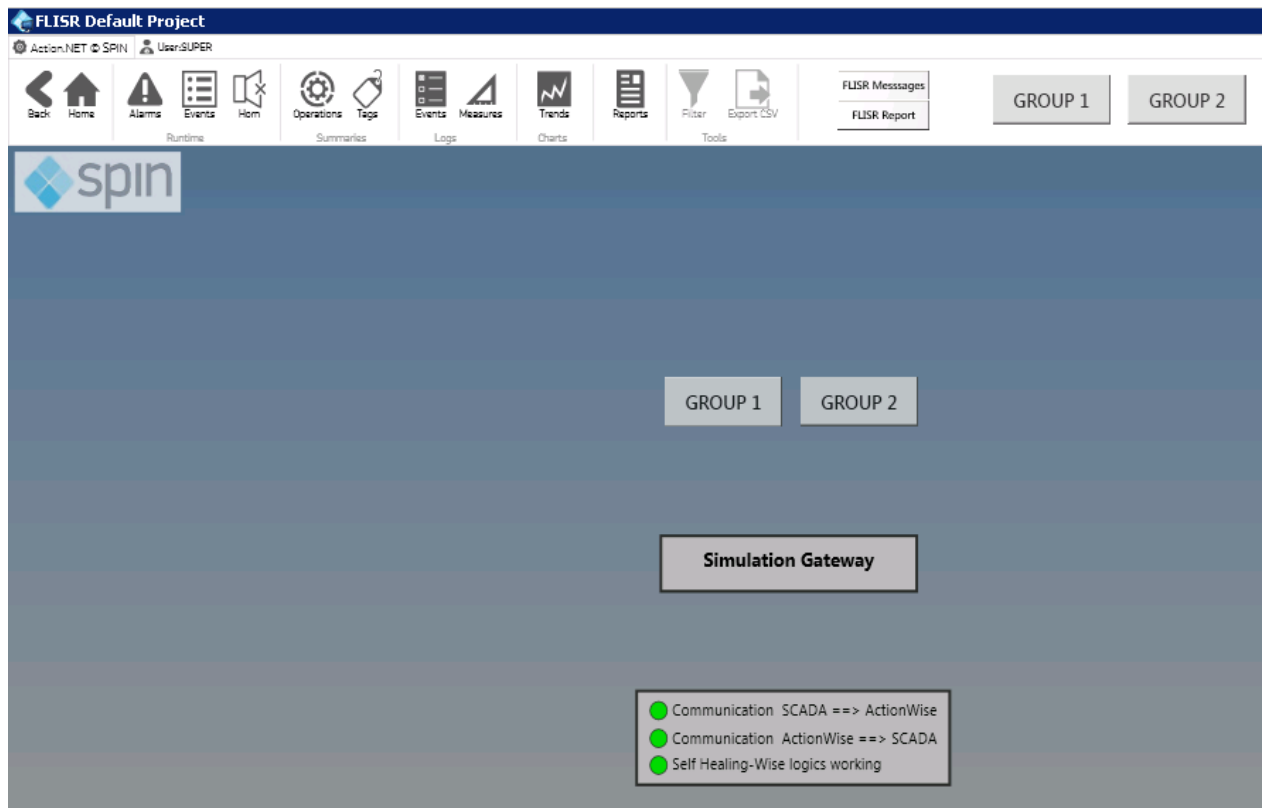 FLISR Default Project
Action.NET © SPIN User:SUPER
Back Home Alarms Events Horn Operations Tags Events Measures Trends Reports Filter Export CSV
Runtime Summaries Logs Charts Tools
FLISR Messsages
FLISR Report
GROUP 1 GROUP 2
spin
GROUP 1 GROUP 2
Simulation Gateway
Communication SCADA ==> ActionWise
Communication ActionWise ==> SCADA
Self Healing-Wise logics working